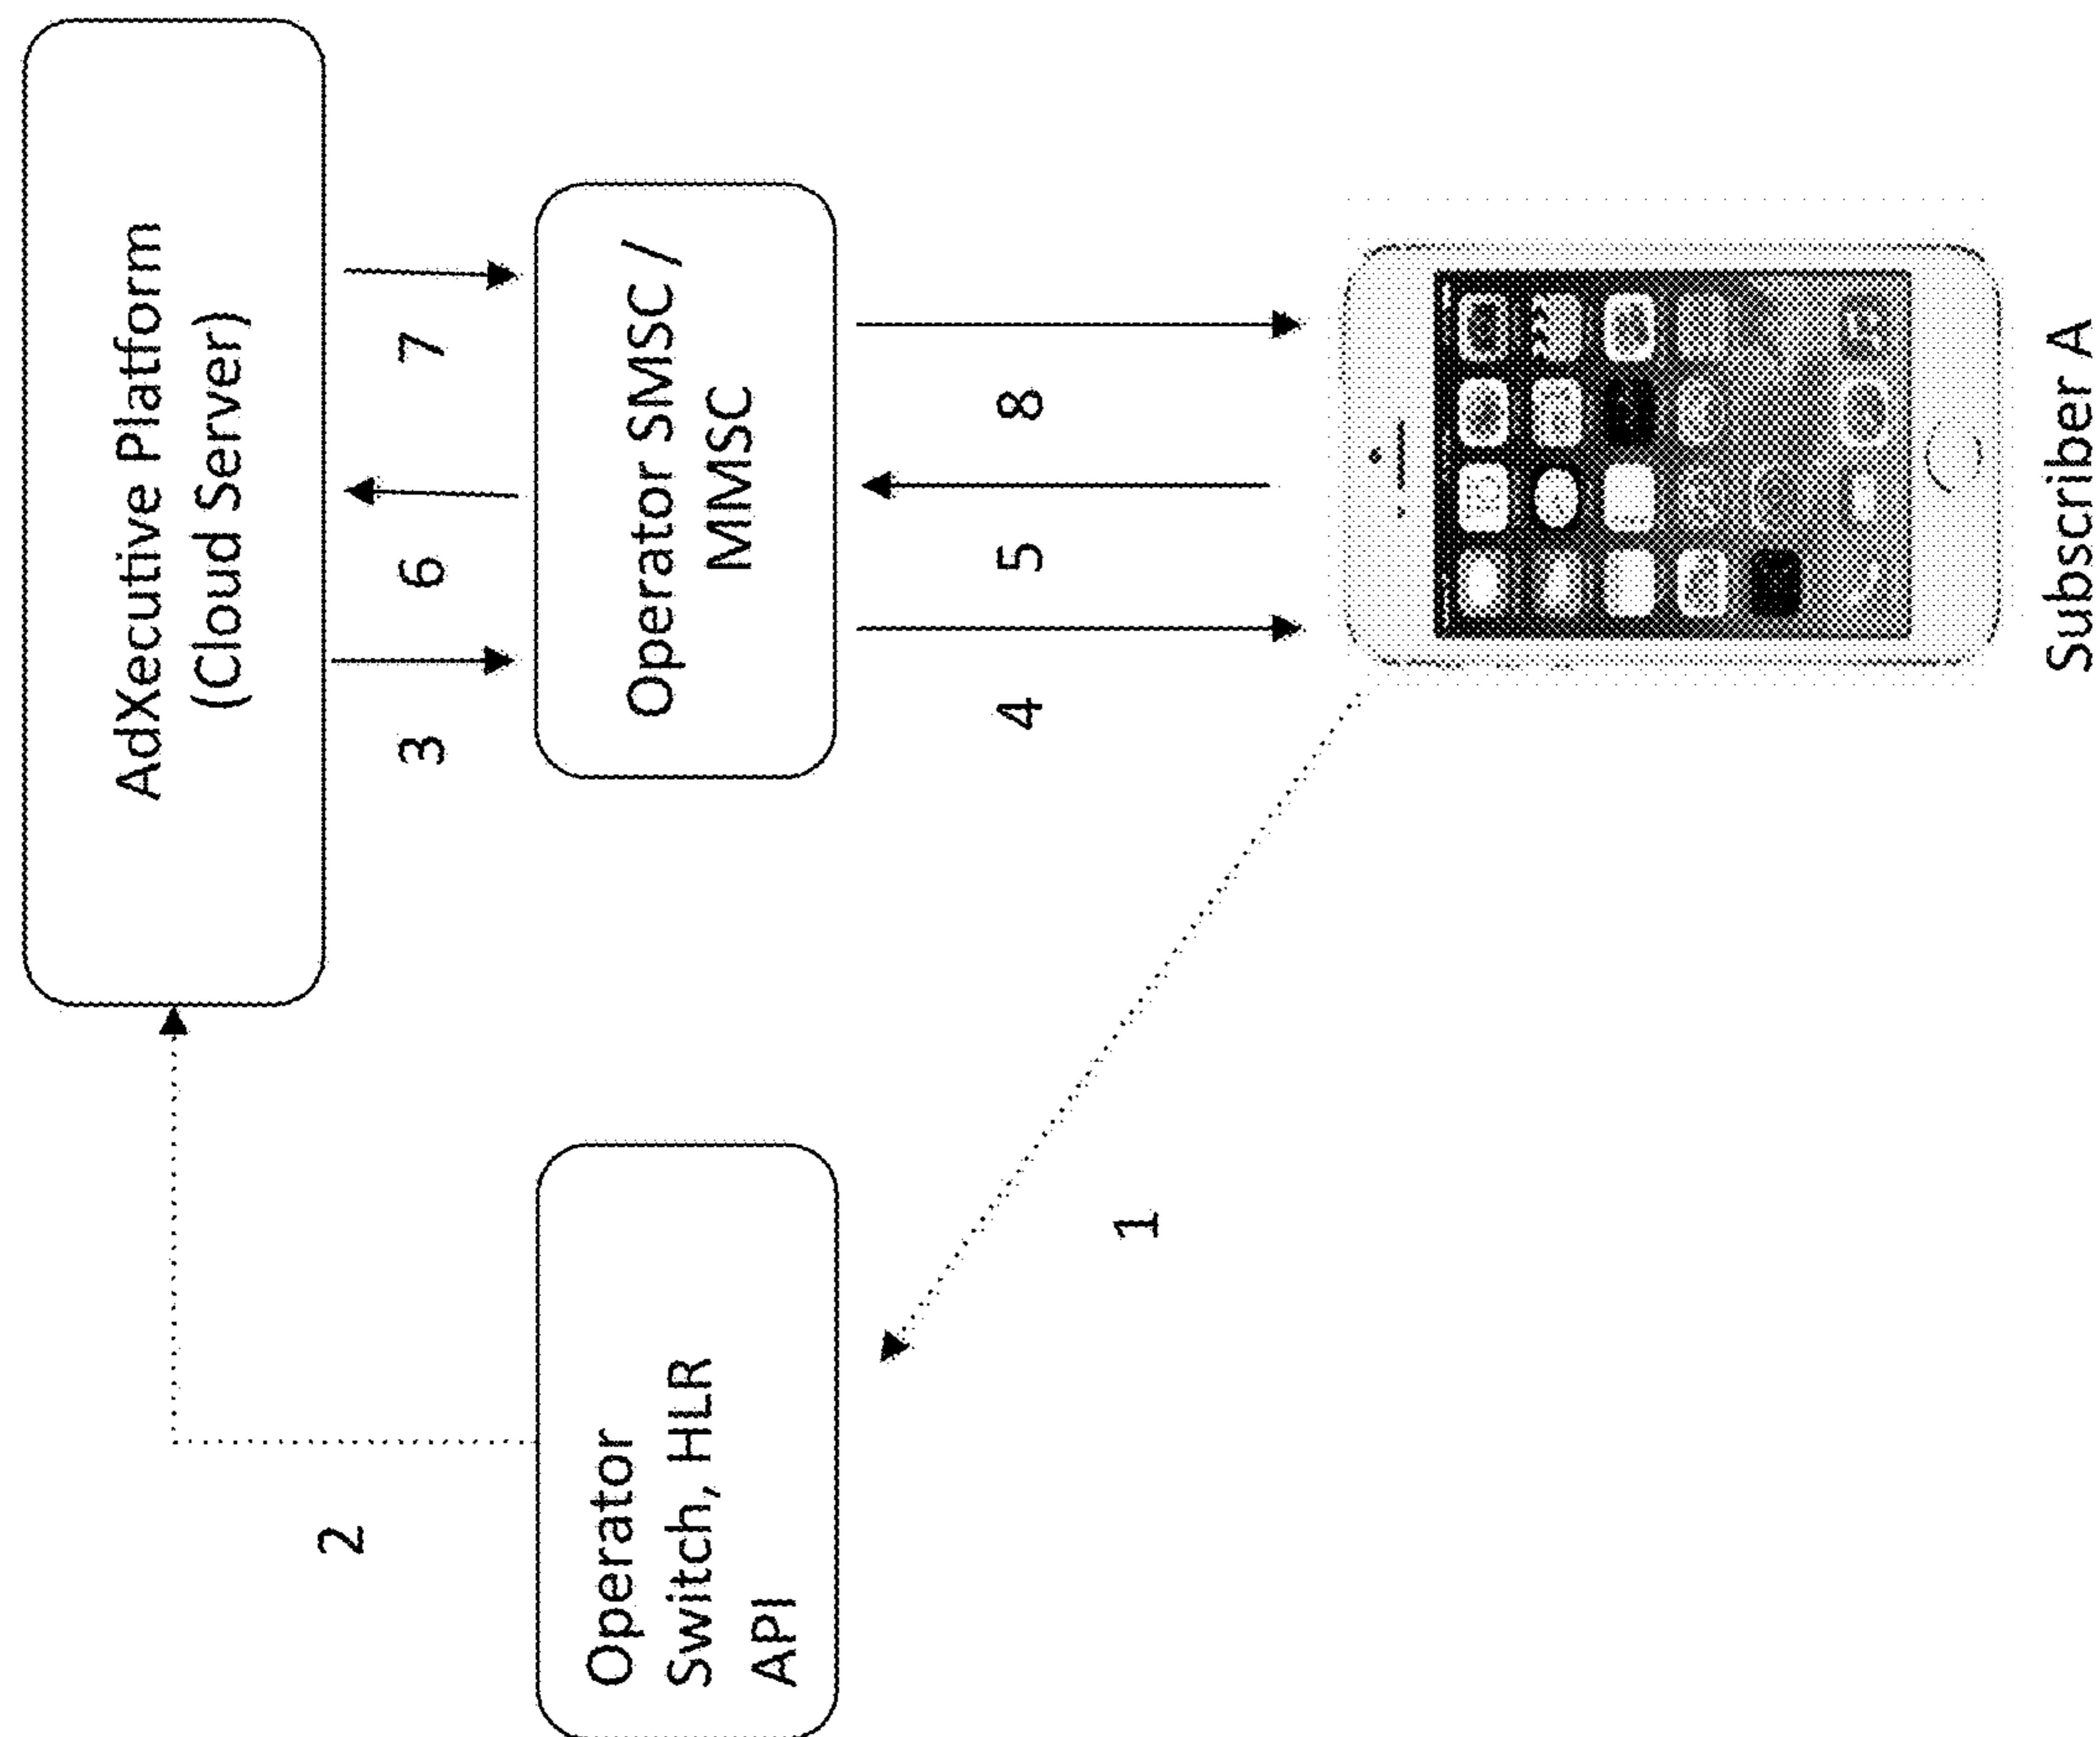 AdXecutive Platform
(Cloud Server)
2
3
6
7
Operator
Switch, HLR
API
Operator SMSC /
MMSC
1
4
5
8
Subscriber A